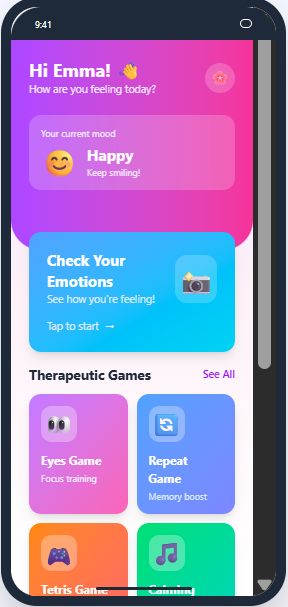 9:41
Hi Emma! 👋
How are you feeling today?
Your current mood
Happy
Keep smiling!
Check Your
Emotions
See how you're feeling!
Tap to start →
Therapeutic Games
See All
Eyes Game
Focus training
Repeat
Game
Memory boost
Tetris Game
Calming